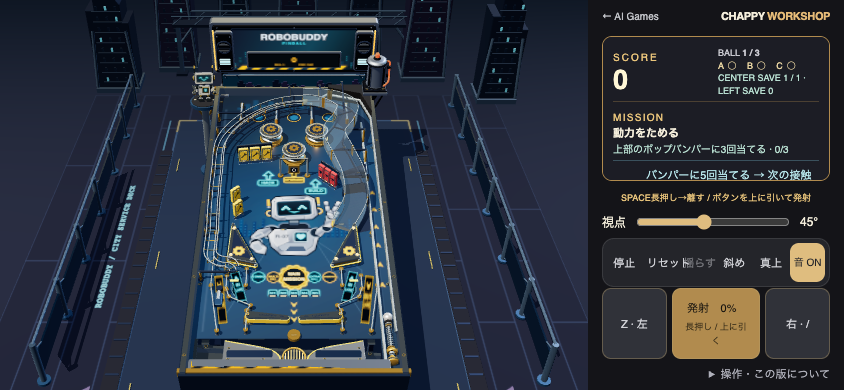 ROBOBUDDY
PINBALL
ROBOBUDDY / CITY SERVICE DECK
← AI Games
CHAPPY WORKSHOP
SCORE
0
BALL 1 / 3
A ○ B ○ C ○
CENTER SAVE 1 / 1 ·
LEFT SAVE 0
MISSION
動力をためる
上部のポップバンパーに3回当てる · 0/3
バンパーに5回当てる → 次の接触
SPACE長押し→離す / ボタンを上に引いて発射
視点
45°
停止
リセット
揺らす
斜め
真上
音 ON
Z · 左
発射 0%
長押し / 上に引く
右 · /
▶ 操作・この版について